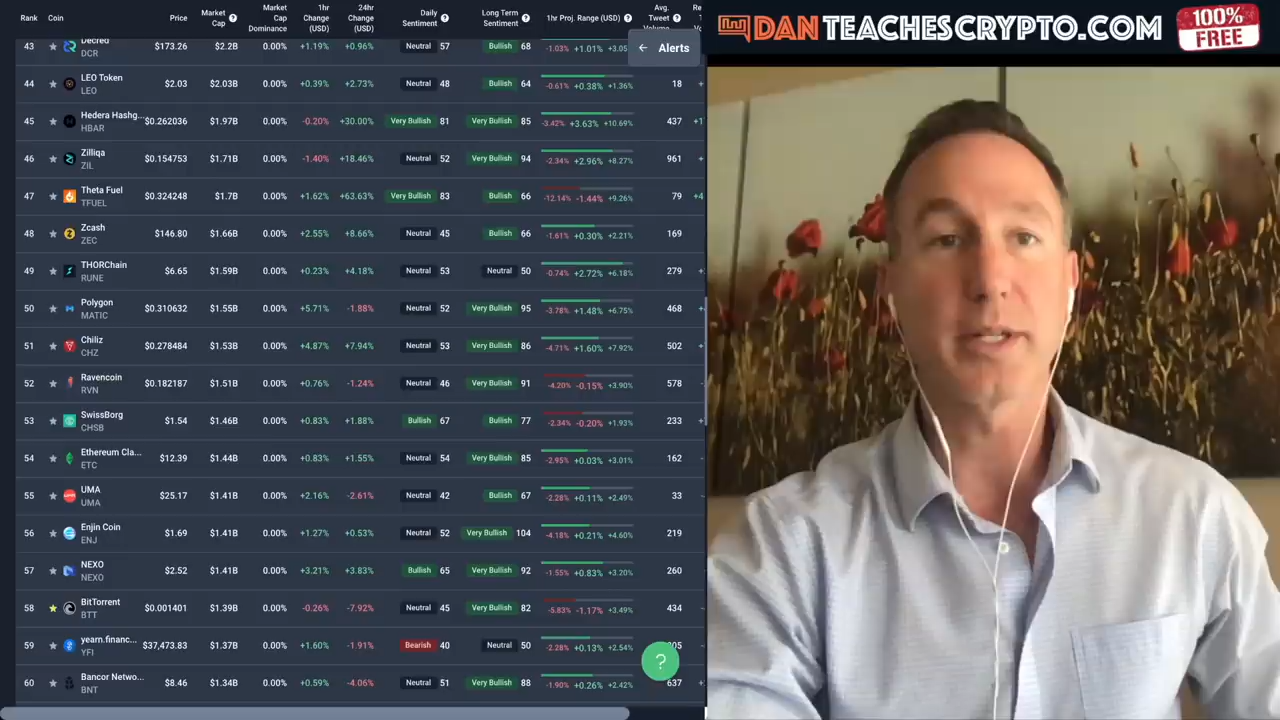 Rank Coin Price Market Cap Market Cap Dominance 1hr Change (USD) 24hr Change (USD) Daily Sentiment Long Term Sentiment 1hr Proj. Range (USD) Avg. Tweet
Decred DCR $173.26 $2.2B 0.00% +1.19% +0.96% Neutral 57 Bullish 68 -1.03% +1.01% +3.05
← Alerts
44 LEO Token LEO $2.03 $2.03B 0.00% +0.39% +2.73% Neutral 48 Bullish 64 -0.61% +0.38% +1.36% 18
45 Hedera Hashg... HBAR $0.262036 $1.97B 0.00% -0.20% +30.00% Very Bullish 81 Very Bullish 85 -3.42% +3.63% +10.69% 437 +1
46 Zilliqa ZIL $0.154753 $1.71B 0.00% -1.40% +18.46% Neutral 52 Very Bullish 94 -2.34% +2.96% +8.27% 961
47 Theta Fuel TFUEL $0.324248 $1.7B 0.00% +1.62% +63.63% Very Bullish 83 Bullish 66 -12.14% -1.44% +9.26% 79 +4
48 Zcash ZEC $146.80 $1.66B 0.00% +2.55% +8.66% Neutral 45 Bullish 66 -1.61% +0.30% +2.21% 169
49 THORChain RUNE $6.65 $1.59B 0.00% +0.23% +4.18% Neutral 53 Neutral 50 -0.74% +2.72% +6.18% 279
50 Polygon MATIC $0.310632 $1.55B 0.00% +5.71% -1.88% Neutral 52 Very Bullish 95 -3.78% +1.48% +6.75% 468
51 Chiliz CHZ $0.278484 $1.53B 0.00% +4.87% +7.94% Neutral 53 Very Bullish 86 -4.71% +1.60% +7.92% 502
52 Ravencoin RVN $0.182187 $1.51B 0.00% +0.76% -1.24% Neutral 46 Very Bullish 91 -4.20% -0.15% +3.90% 578
53 SwissBorg CHSB $1.54 $1.46B 0.00% +0.83% +1.88% Bullish 67 Bullish 77 -2.34% -0.20% +1.93% 233
54 Ethereum Cla... ETC $12.39 $1.44B 0.00% +0.83% +1.55% Neutral 54 Very Bullish 85 -2.95% +0.03% +3.01% 162
55 UMA UMA $25.17 $1.41B 0.00% +2.16% -2.61% Neutral 42 Bullish 67 -2.28% +0.11% +2.49% 33
56 Enjin Coin ENJ $1.69 $1.41B 0.00% +1.27% +0.53% Neutral 52 Very Bullish 104 -4.18% +0.21% +4.60% 219
57 NEXO NEXO $2.52 $1.41B 0.00% +3.21% +3.83% Bullish 65 Very Bullish 92 -1.55% +0.83% +3.20% 260
58 BitTorrent BTT $0.001401 $1.39B 0.00% -0.26% -7.92% Neutral 45 Very Bullish 82 -5.83% -1.17% +3.49% 434
59 yearn.financ... YFI $37,473.83 $1.37B 0.00% +1.60% -1.91% Bearish 40 Neutral 50 -2.28% +0.13% +2.54%
60 Bancor Netwo... BNT $8.46 $1.34B 0.00% +0.59% -4.06% Neutral 51 Very Bullish 88 -1.90% +0.26% +2.42% 637
?
DANTEACHESCRYPTO.COM
100%
FREE